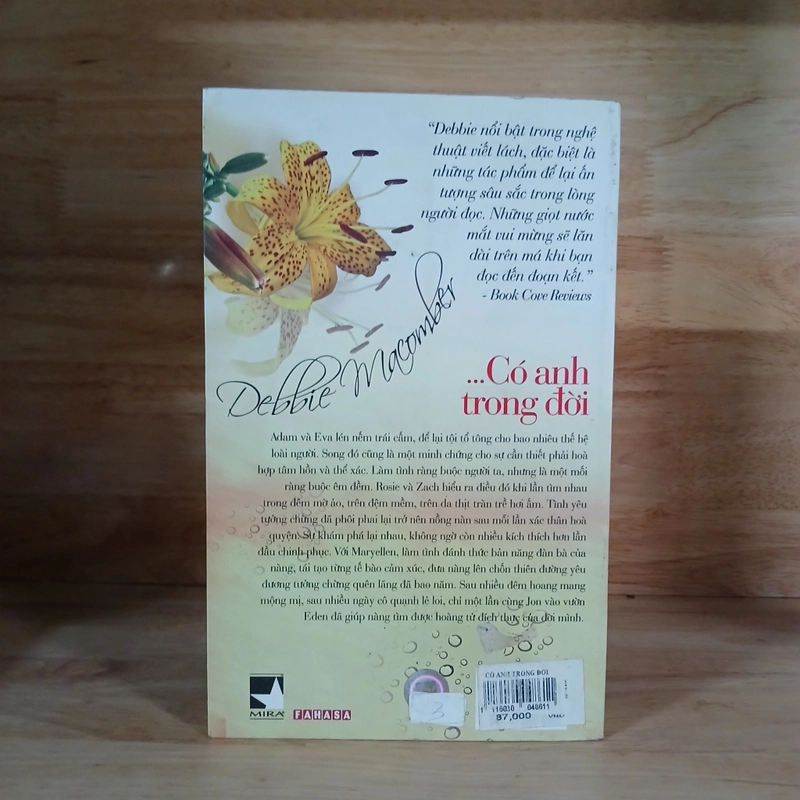 “Debbie nổi bật trong nghệ
thuật viết lách, đặc biệt là
những tác phẩm để lại ấn
tượng sâu sắc trong lòng
người đọc. Những giọt nước
mắt vui mừng sẽ lăn
dài trên má khi bạn
đọc đến đoạn kết.”
- Book Cove Reviews
Debbie Macomber
...Có anh
trong đời
Adam và Eva lén nếm trái cấm, để lại tội tổ tông cho bao nhiêu thế hệ
loài người. Song đó cũng là một minh chứng cho sự cần thiết phải hoà
hợp tâm hồn và thể xác. Làm tình ràng buộc người ta, nhưng là một mối
ràng buộc êm đềm. Rosie và Zach hiểu ra điều đó khi lần tìm nhau
trong đêm mờ ảo, trên đệm mềm, trên da thịt tràn trề hơi ấm. Tình yêu
tưởng chừng đã phôi phai lại trở nên nồng nàn sau mỗi lần xác thân hoà
quyện. Sự khám phá lại nhau, không ngờ còn nhiều kích thích hơn lần
đầu chinh phục. Với Maryellen, làm tình đánh thức bản năng đàn bà của
nàng, tái tạo từng tế bào cảm xúc, đưa nàng lên chốn thiên đường yêu
đương tưởng chừng quên lãng đã bao năm. Sau nhiều đêm hoang mang
mộng mị, sau nhiều ngày cô quạnh lẻ loi, chỉ một lần cùng Jon vào vườn
Eden đã giúp nàng tìm được hoàng tử đích thực của đời mình.
MIRA
FAHASA
3
CÓ ANH TRONG ĐỜI
116030 048611
87,000 VND